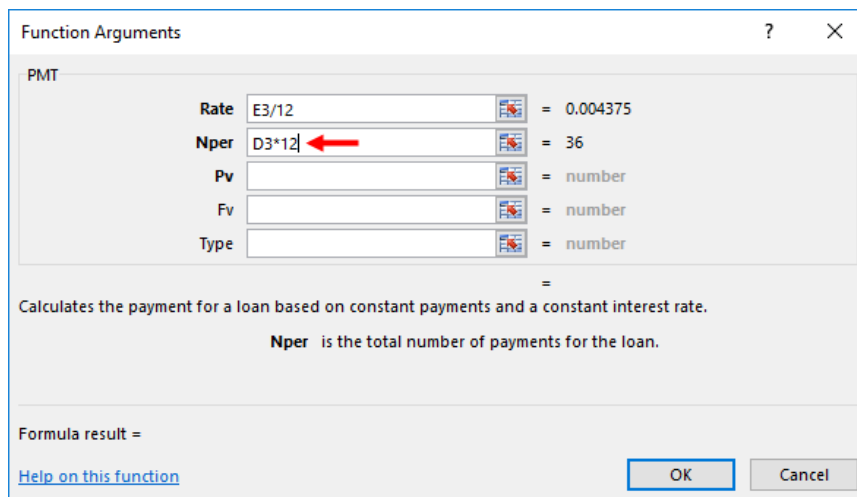 Function Arguments ? ×
PMT
Rate E3/12 = 0.004375
Nper D3*12 = 36
Pv = number
Fv = number
Type = number
=
Calculates the payment for a loan based on constant payments and a constant interest rate.
Nper is the total number of payments for the loan.
Formula result =
Help on this function OK Cancel